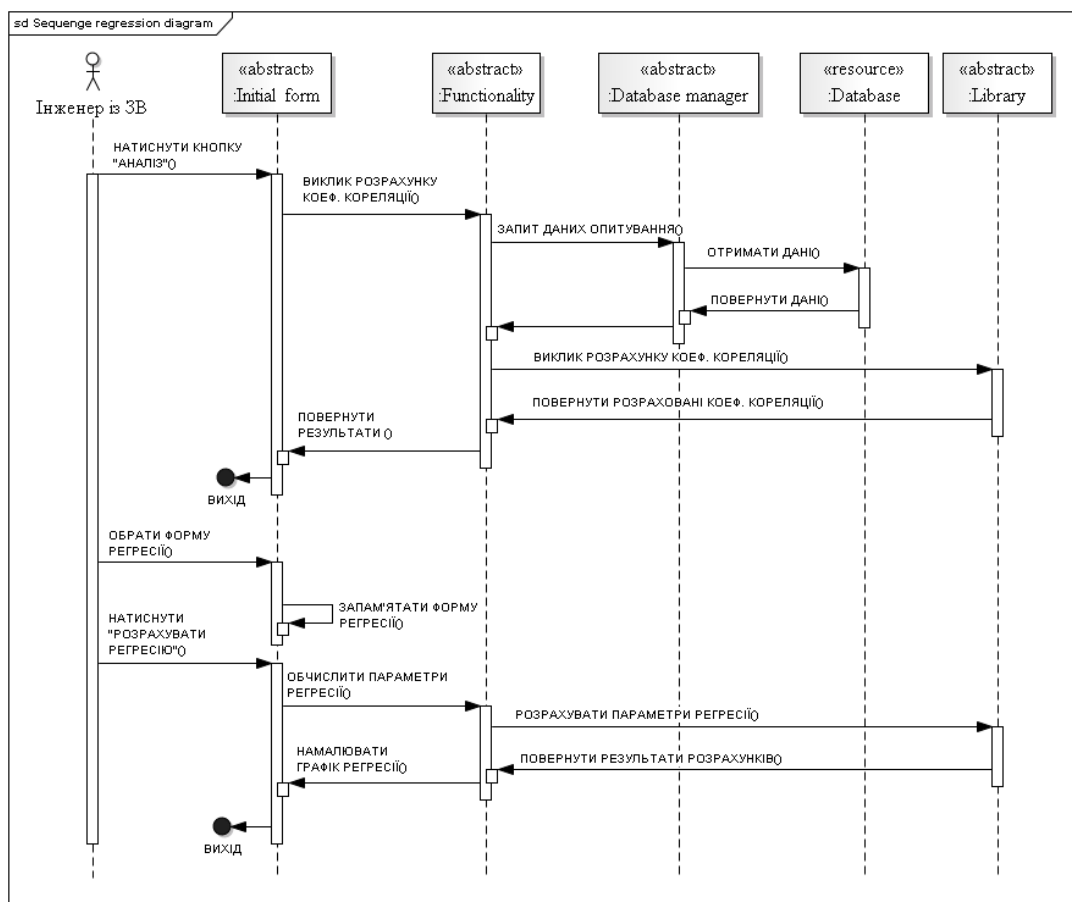 sd Sequenge regression diagram
Інженер із ЗВ
«abstract»
:Initial form
«abstract»
:Functionality
«abstract»
:Database manager
«resource»
:Database
«abstract»
:Library
НАТИСНУТИ КНОПКУ
"АНАЛІЗ"()
ВИКЛИК РОЗРАХУНКУ
КОЕФ. КОРЕЛЯЦІЇ()
ЗАПИТ ДАНИХ ОПИТУВАННЯ()
ОТРИМАТИ ДАНІ()
ПОВЕРНУТИ ДАНІ()
ВИКЛИК РОЗРАХУНКУ КОЕФ. КОРЕЛЯЦІЇ()
ПОВЕРНУТИ РОЗРАХОВАНІ КОЕФ. КОРЕЛЯЦІЇ()
ПОВЕРНУТИ
РЕЗУЛЬТАТИ ()
ВИХІД
ОБРАТИ ФОРМУ
РЕГРЕСІЇ()
ЗАПАМ'ЯТАТИ ФОРМУ
РЕГРЕСІЇ()
НАТИСНУТИ
"РОЗРАХУВАТИ
РЕГРЕСІЮ"()
ОБЧИСЛИТИ ПАРАМЕТРИ
РЕГРЕСІЇ()
РОЗРАХУВАТИ ПАРАМЕТРИ РЕГРЕСІЇ()
ПОВЕРНУТИ РЕЗУЛЬТАТИ РОЗРАХУНКІВ()
НАМАЛЮВАТИ
ГРАФІК РЕГРЕСІЇ()
ВИХІД